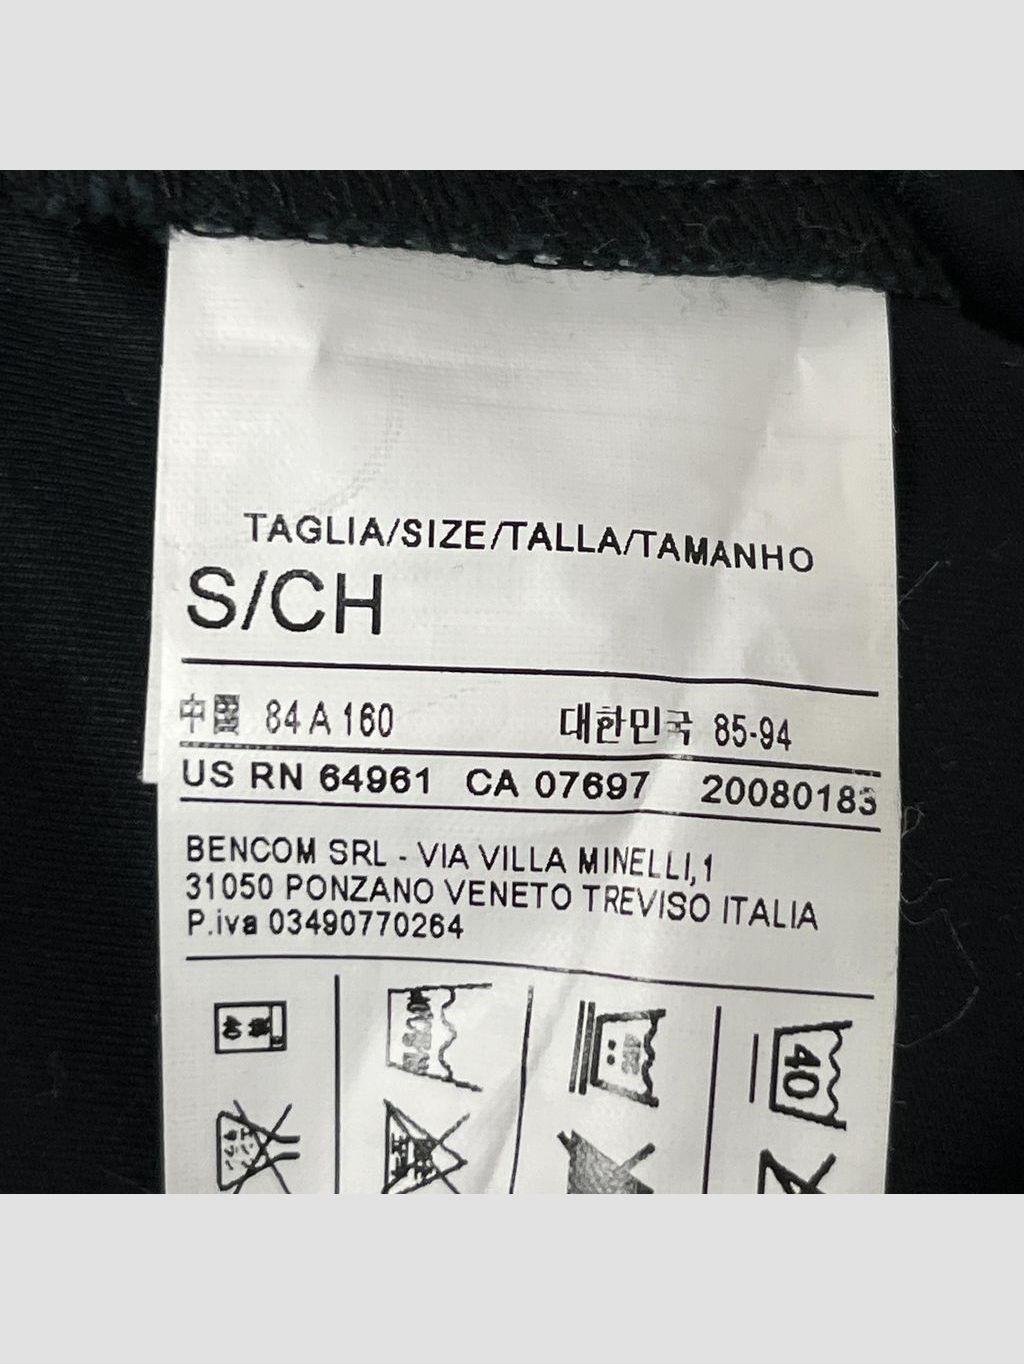 TAGLIA/SIZE/TALLA/TAMANHO
S/CH
中國 84 A 160 대한민국 85-94
US RN 64961 CA 07697 20080183
BENCOM SRL - VIA VILLA MINELLI,1
31050 PONZANO VENETO TREVISO ITALIA
P.iva 03490770264
40 40